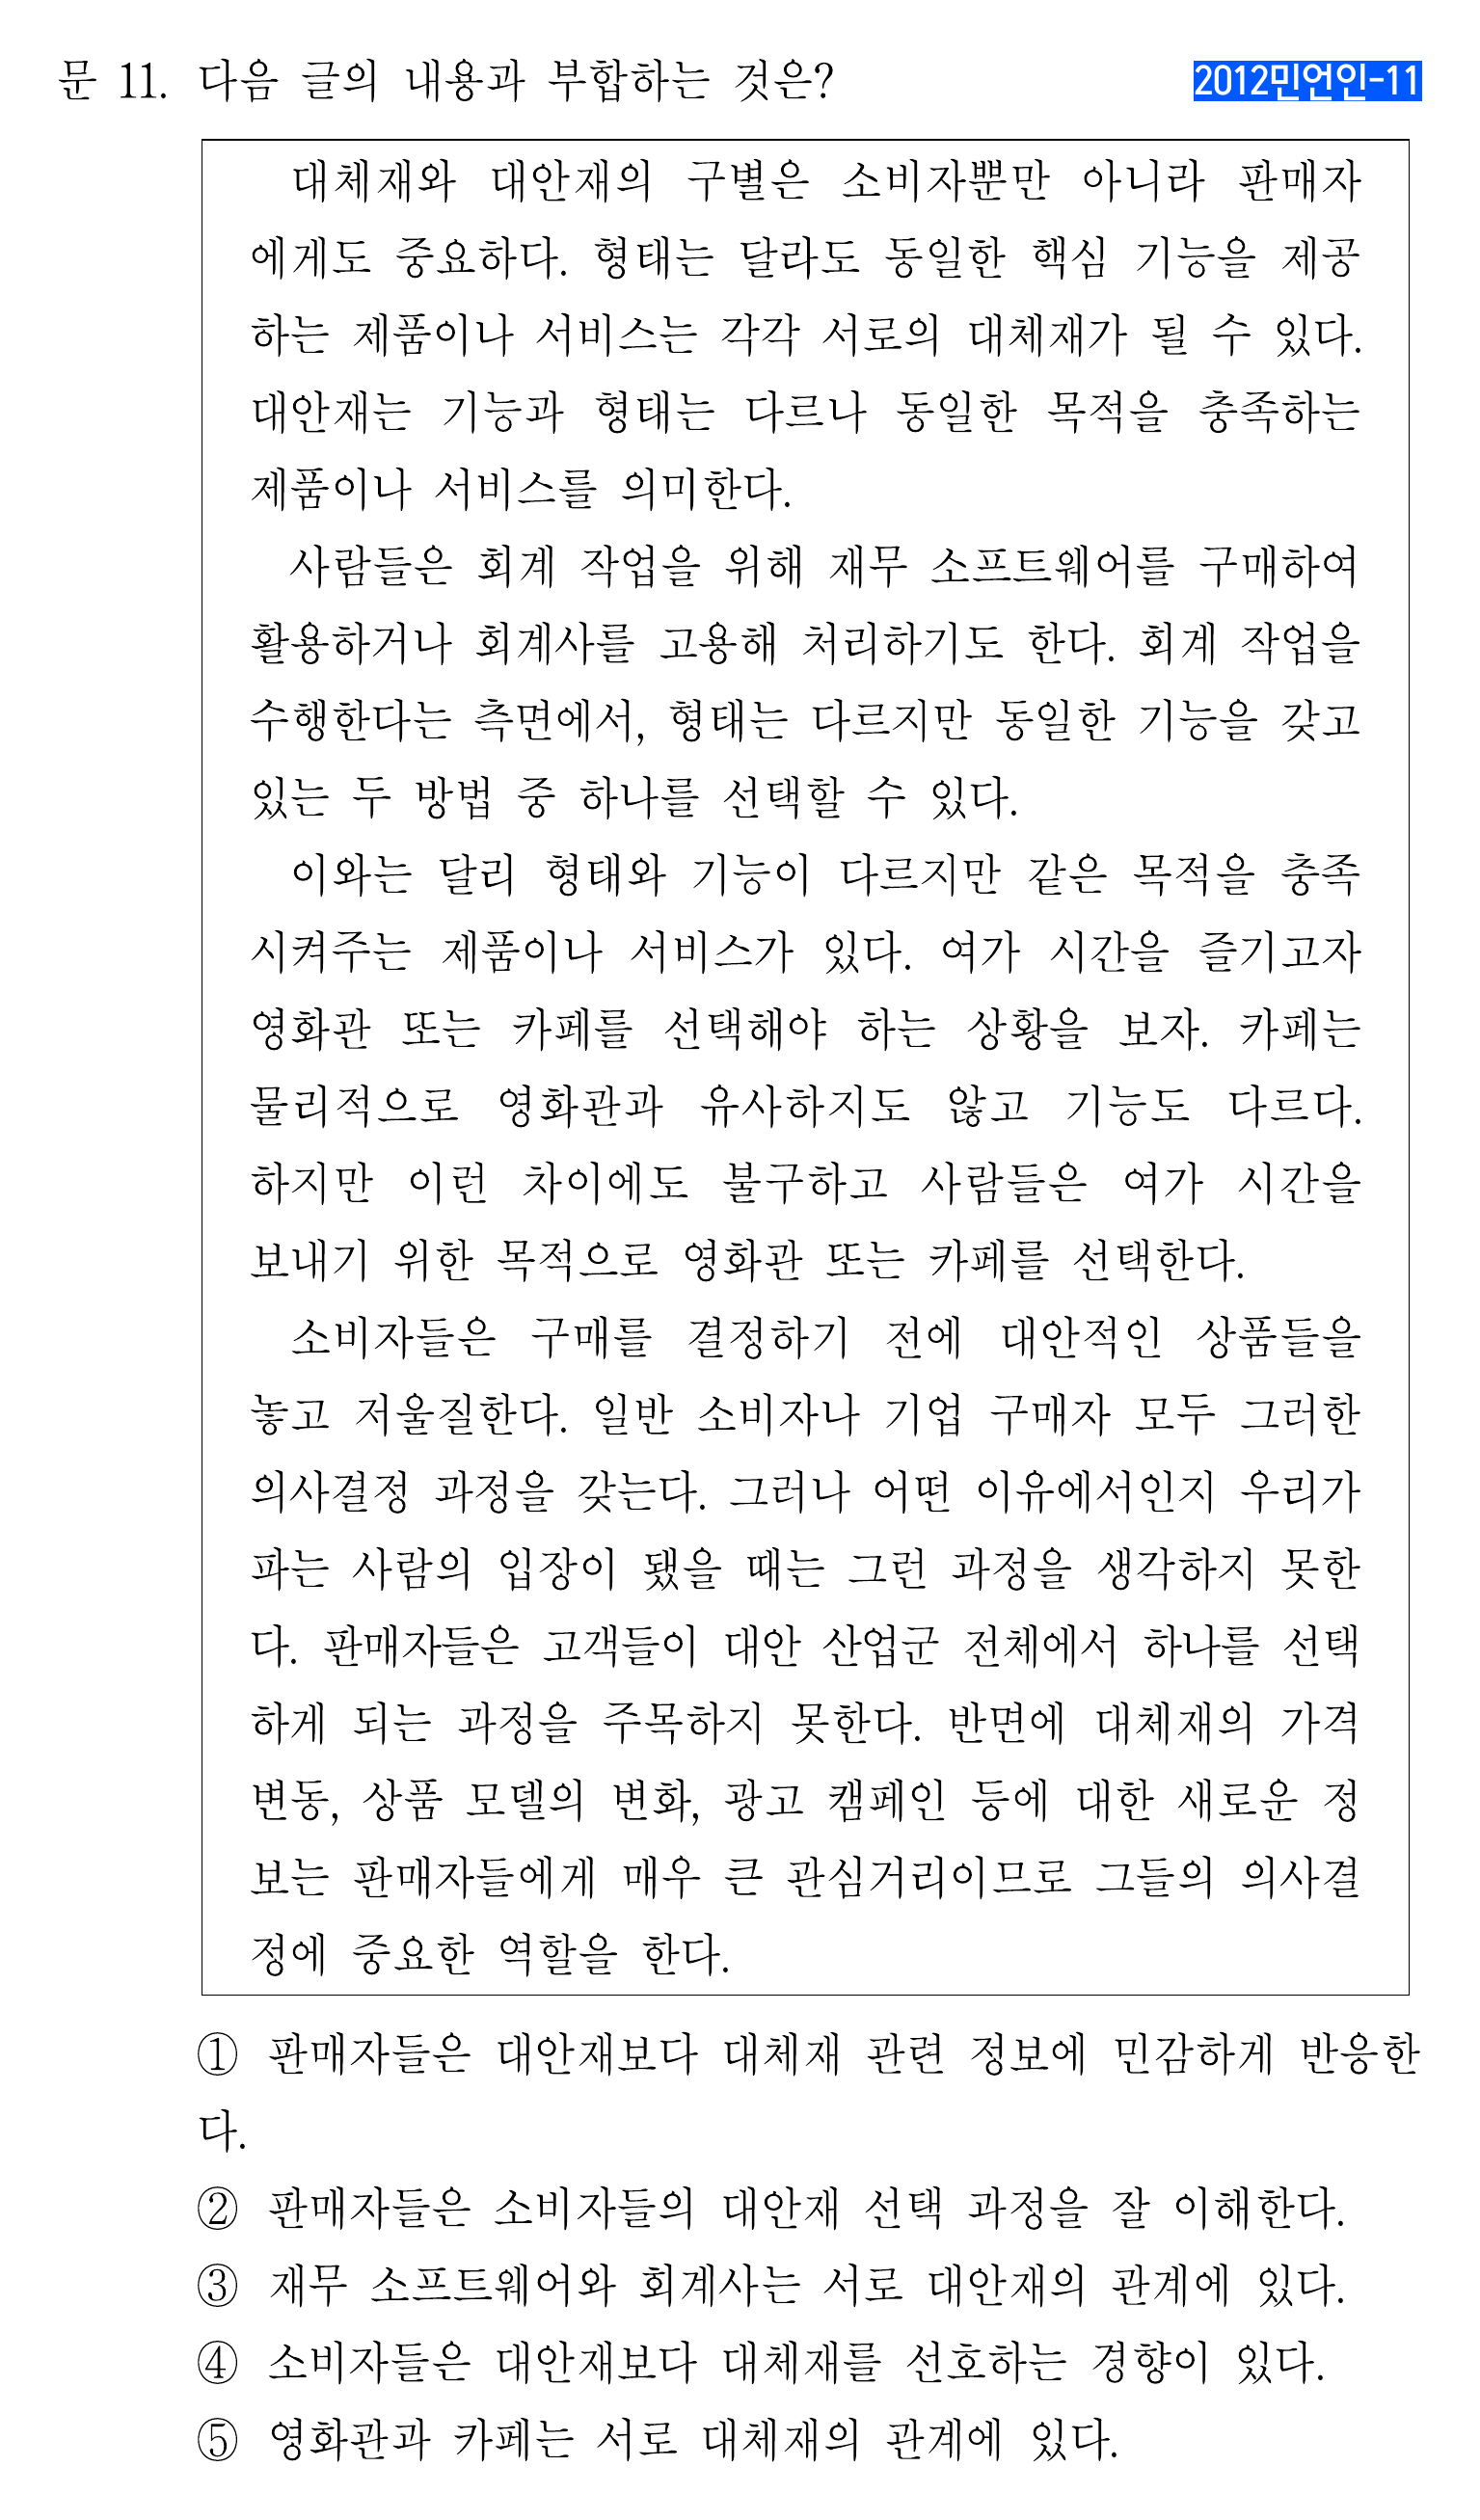 문 11. 다음 글의 내용과 부합하는 것은?
2012민언인-11
대체재와 대안재의 구별은 소비자뿐만 아니라 판매자
에게도 중요하다. 형태는 달라도 동일한 핵심 기능을 제공
하는 제품이나 서비스는 각각 서로의 대체재가 될 수 있다.
대안재는 기능과 형태는 다르나 동일한 목적을 충족하는
제품이나 서비스를 의미한다.
사람들은 회계 작업을 위해 재무 소프트웨어를 구매하여
활용하거나 회계사를 고용해 처리하기도 한다. 회계 작업을
수행한다는 측면에서, 형태는 다르지만 동일한 기능을 갖고
있는 두 방법 중 하나를 선택할 수 있다.
이와는 달리 형태와 기능이 다르지만 같은 목적을 충족
시켜주는 제품이나 서비스가 있다. 여가 시간을 즐기고자
영화관 또는 카페를 선택해야 하는 상황을 보자. 카페는
물리적으로 영화관과 유사하지도 않고 기능도 다르다.
하지만 이런 차이에도 불구하고 사람들은 여가 시간을
보내기 위한 목적으로 영화관 또는 카페를 선택한다.
소비자들은 구매를 결정하기 전에 대안적인 상품들을
놓고 저울질한다. 일반 소비자나 기업 구매자 모두 그러한
의사결정 과정을 갖는다. 그러나 어떤 이유에서인지 우리가
파는 사람의 입장이 됐을 때는 그런 과정을 생각하지 못한
다. 판매자들은 고객들이 대안 산업군 전체에서 하나를 선택
하게 되는 과정을 주목하지 못한다. 반면에 대체재의 가격
변동, 상품 모델의 변화, 광고 캠페인 등에 대한 새로운 정
보는 판매자들에게 매우 큰 관심거리이므로 그들의 의사결
정에 중요한 역할을 한다.
① 판매자들은 대안재보다 대체재 관련 정보에 민감하게 반응한
다.
② 판매자들은 소비자들의 대안재 선택 과정을 잘 이해한다.
③ 재무 소프트웨어와 회계사는 서로 대안재의 관계에 있다.
④ 소비자들은 대안재보다 대체재를 선호하는 경향이 있다.
⑤ 영화관과 카페는 서로 대체재의 관계에 있다.